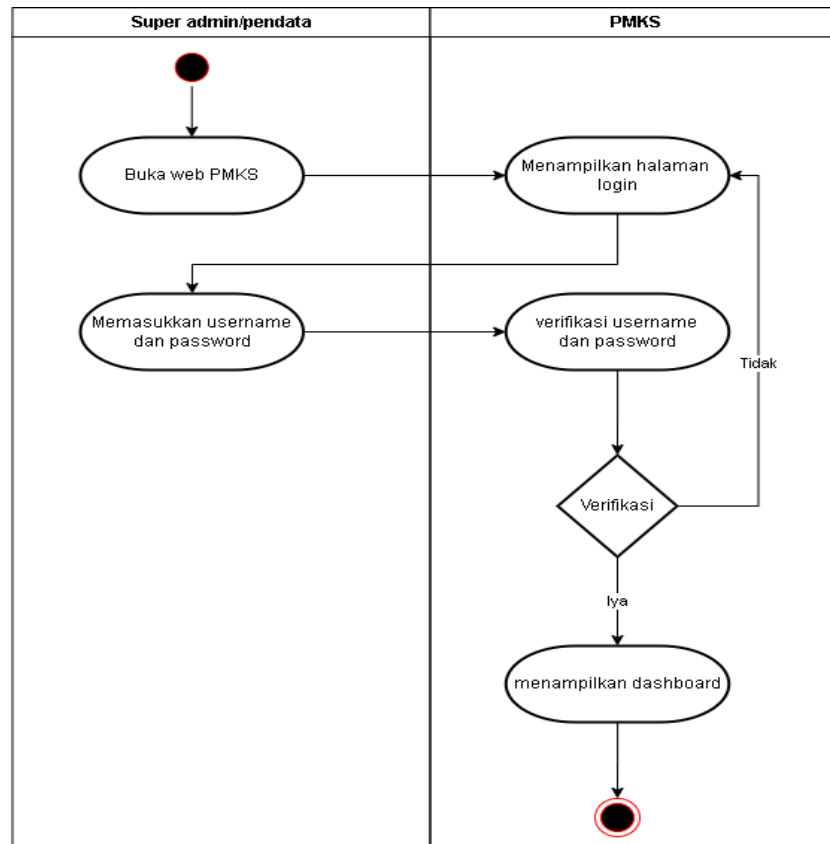 Super admin/pendata
PMKS
Buka web PMKS
Menampilkan halaman
login
Memasukkan username
dan password
verifikasi username
dan password
Tidak
Verifikasi
Iya
menampilkan dashboard